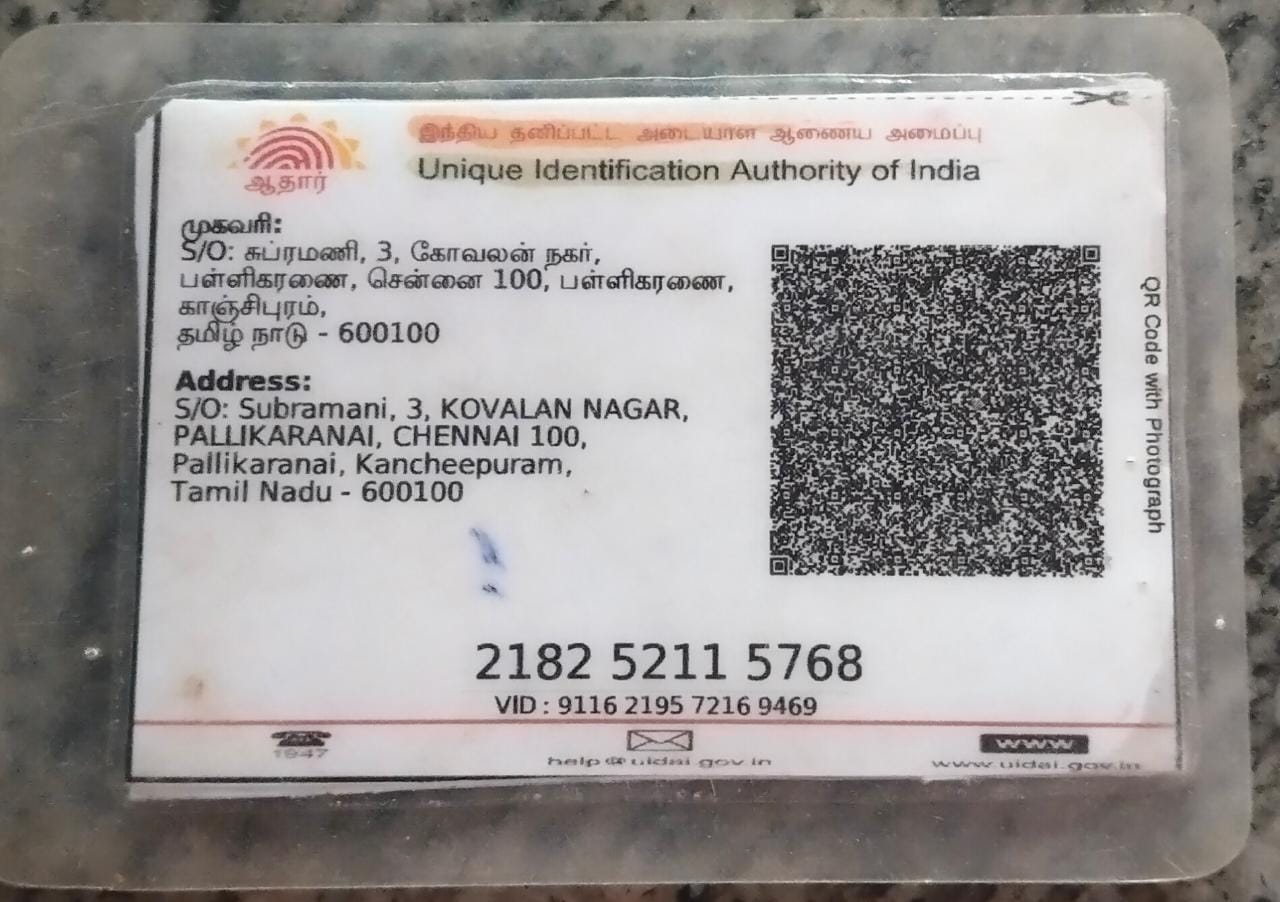 இந்திய தனிப்பட்ட அடையாள ஆணைய அமைப்பு
Unique Identification Authority of India
ஆதார்
முகவரி:
S/O: சுப்ரமணி, 3, கோவலன் நகர்,
பள்ளிகரணை, சென்னை 100, பள்ளிகரணை,
காஞ்சிபுரம்,
தமிழ் நாடு - 600100
Address:
S/O: Subramani, 3, KOVALAN NAGAR,
PALLIKARANAI, CHENNAI 100,
Pallikaranai, Kancheepuram,
Tamil Nadu - 600100
QR Code with Photograph
2182 5211 5768
VID : 9116 2195 7216 9469
1947
help@uidai.gov.in
www
www.uidai.gov.in